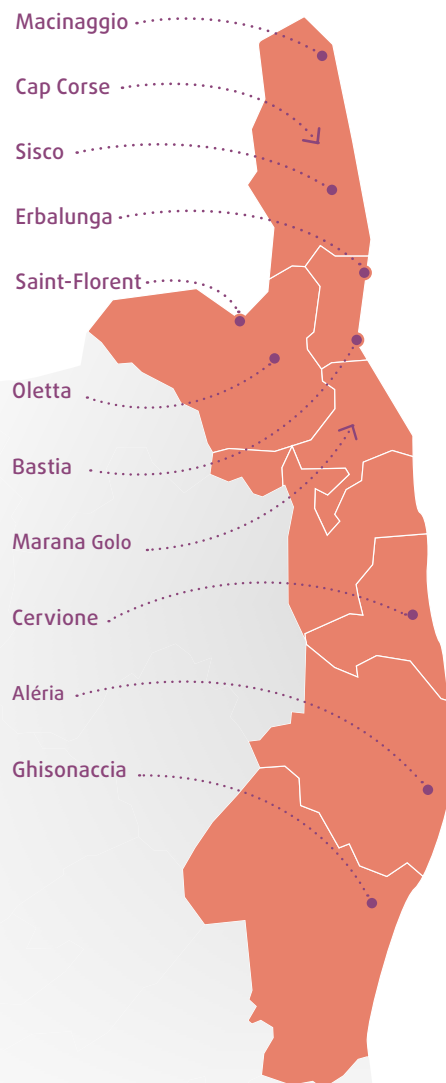 Macinaggio
Cap Corse
Sisco
Erbalunga
Saint-Florent
Oletta
Bastia
Marana Golo
Cervione
Aléria
Ghisonaccia